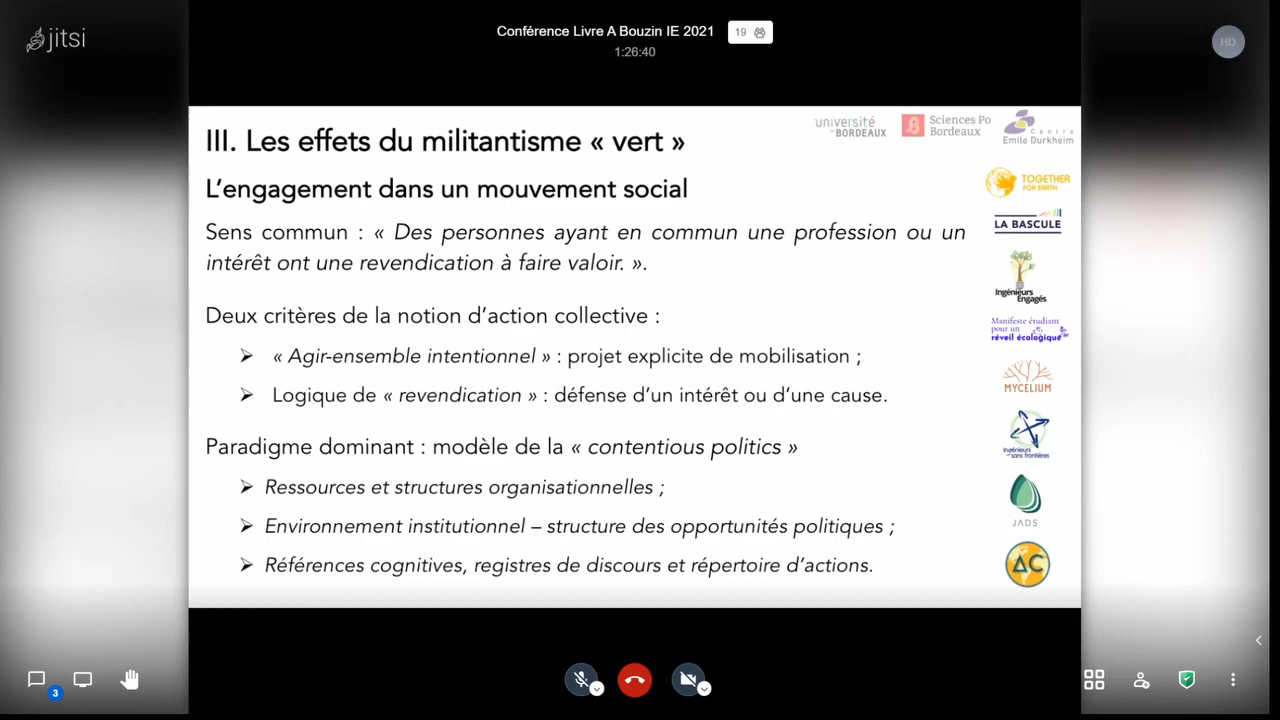 jitsi
Conférence Livre A Bouzin IE 2021
19
1:26:40
HD
III. Les effets du militantisme « vert »
université
de BORDEAUX
Sciences Po
Bordeaux
Centre
Emile Durkheim
L’engagement dans un mouvement social
Sens commun : « Des personnes ayant en commun une profession ou un
intérêt ont une revendication à faire valoir. ».
Deux critères de la notion d’action collective :
➢ « Agir-ensemble intentionnel » : projet explicite de mobilisation ;
➢ Logique de « revendication » : défense d’un intérêt ou d’une cause.
Paradigme dominant : modèle de la « contentious politics »
➢ Ressources et structures organisationnelles ;
➢ Environnement institutionnel – structure des opportunités politiques ;
➢ Références cognitives, registres de discours et répertoire d’actions.
TOGETHER
FOR EARTH
LA BASCULE
Ingénieurs
Engagés
Manifeste étudiant
pour un
réveil écologique
MYCELIUM
Ingénieurs
sans frontières
JADS
ΔC
3